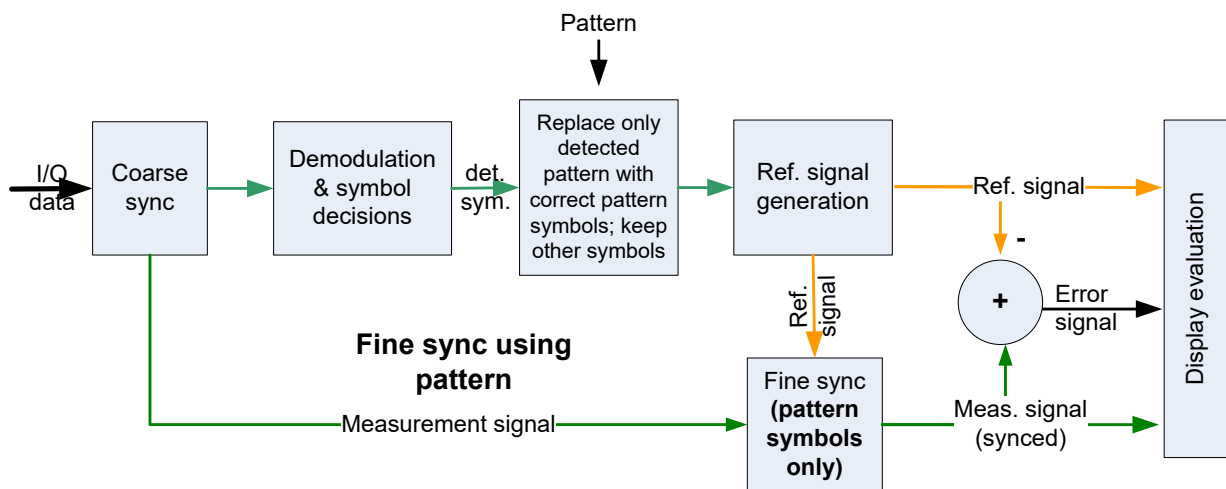 Pattern
I/Q
data
Coarse
sync
Demodulation
& symbol
decisions
det.
sym.
Replace only
detected
pattern with
correct pattern
symbols; keep
other symbols
Ref. signal
generation
Ref. signal
-
+
Error
signal
Display evaluation
Ref.
signal
Fine sync using
pattern
Measurement signal
Fine sync
(pattern
symbols
only)
Meas. signal
(synced)